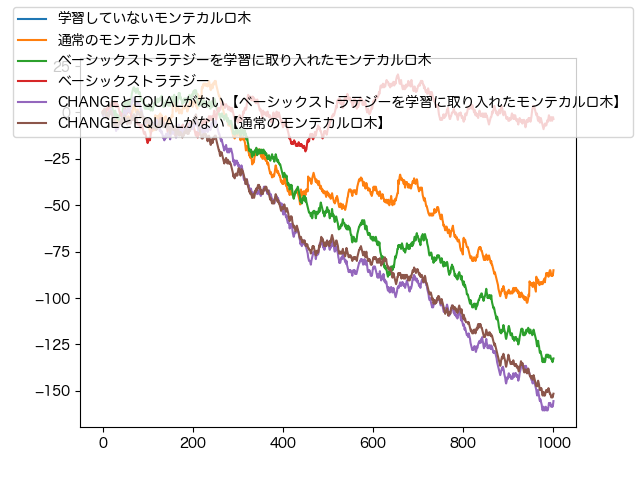 学習していないモンテカルロ木
通常のモンテカルロ木
ベーシックストラテジーを学習に取り入れたモンテカルロ木
ベーシックストラテジー
CHANGEとEQUALがない【ベーシックストラテジーを学習に取り入れたモンテカルロ木】
CHANGEとEQUALがない【通常のモンテカルロ木】
25
0
−25
−50
−75
−100
−125
−150
0 200 400 600 800 1000